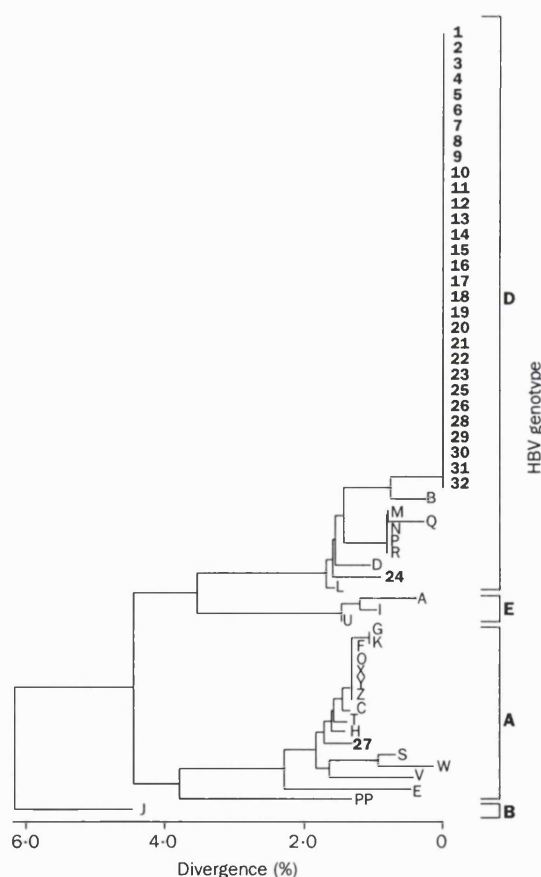 1
2
3
4
5
6
7
8
9
10
11
12
13
14
15
16
17
18
19
20
21
22
23
25
26
28
29
30
31
32
B
M
Q
N
P
R
D
24
L
A
I
U
G
K
F
O
X
Y
Z
C
T
H
27
S
W
V
E
PP
J
D
E
A
B
HBV genotype
6·0 4·0 2·0 0
Divergence (%)